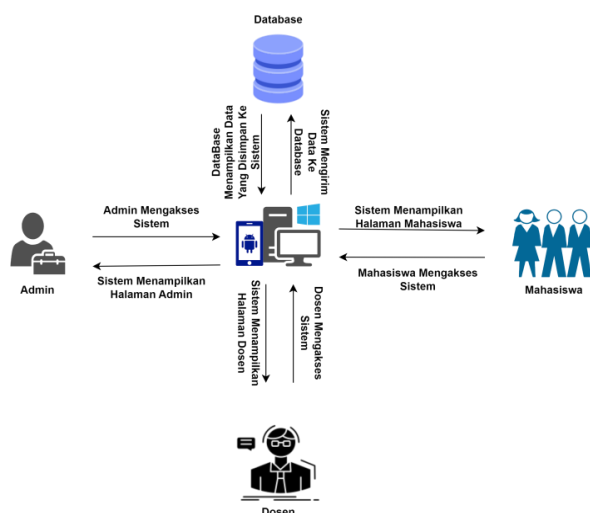 Database
DataBase
Menampilkan Data
Yang Disimpan Ke
Sistem
Sistem Mengirim
Data Ke
Database
Admin Mengakses
Sistem
Sistem Menampilkan
Halaman Mahasiswa
Admin
Sistem Menampilkan
Halaman Admin
Mahasiswa Mengakses
Sistem
Mahasiswa
Sistem Menampilkan
Halaman Dosen
Dosen Mengakses
Sistem
Dosen